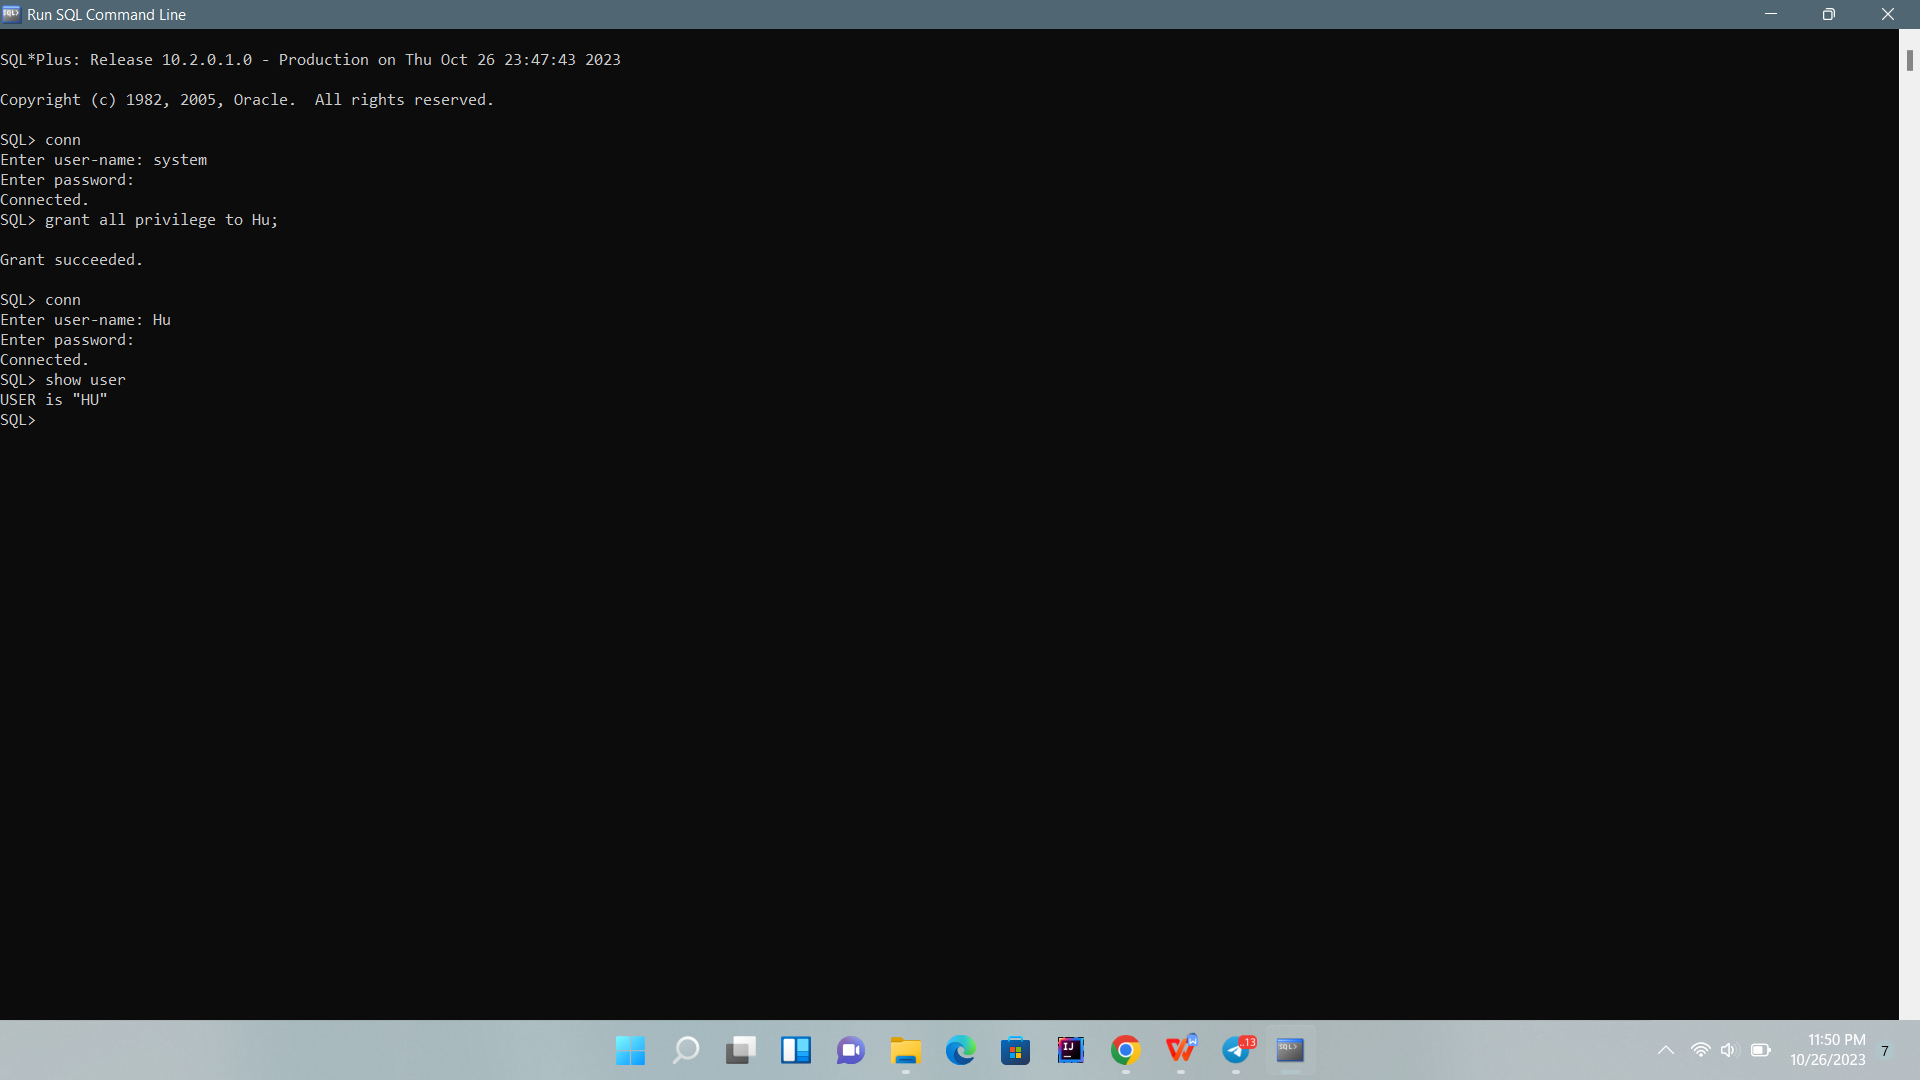 Run SQL Command Line
SQL*Plus: Release 10.2.0.1.0 - Production on Thu Oct 26 23:47:43 2023
Copyright (c) 1982, 2005, Oracle.  All rights reserved.
SQL> conn
Enter user-name: system
Enter password:
Connected.
SQL> grant all privilege to Hu;
Grant succeeded.
SQL> conn
Enter user-name: Hu
Enter password:
Connected.
SQL> show user
USER is "HU"
SQL>
IJ
W
..13
SQL>
11:50 PM
10/26/2023
7